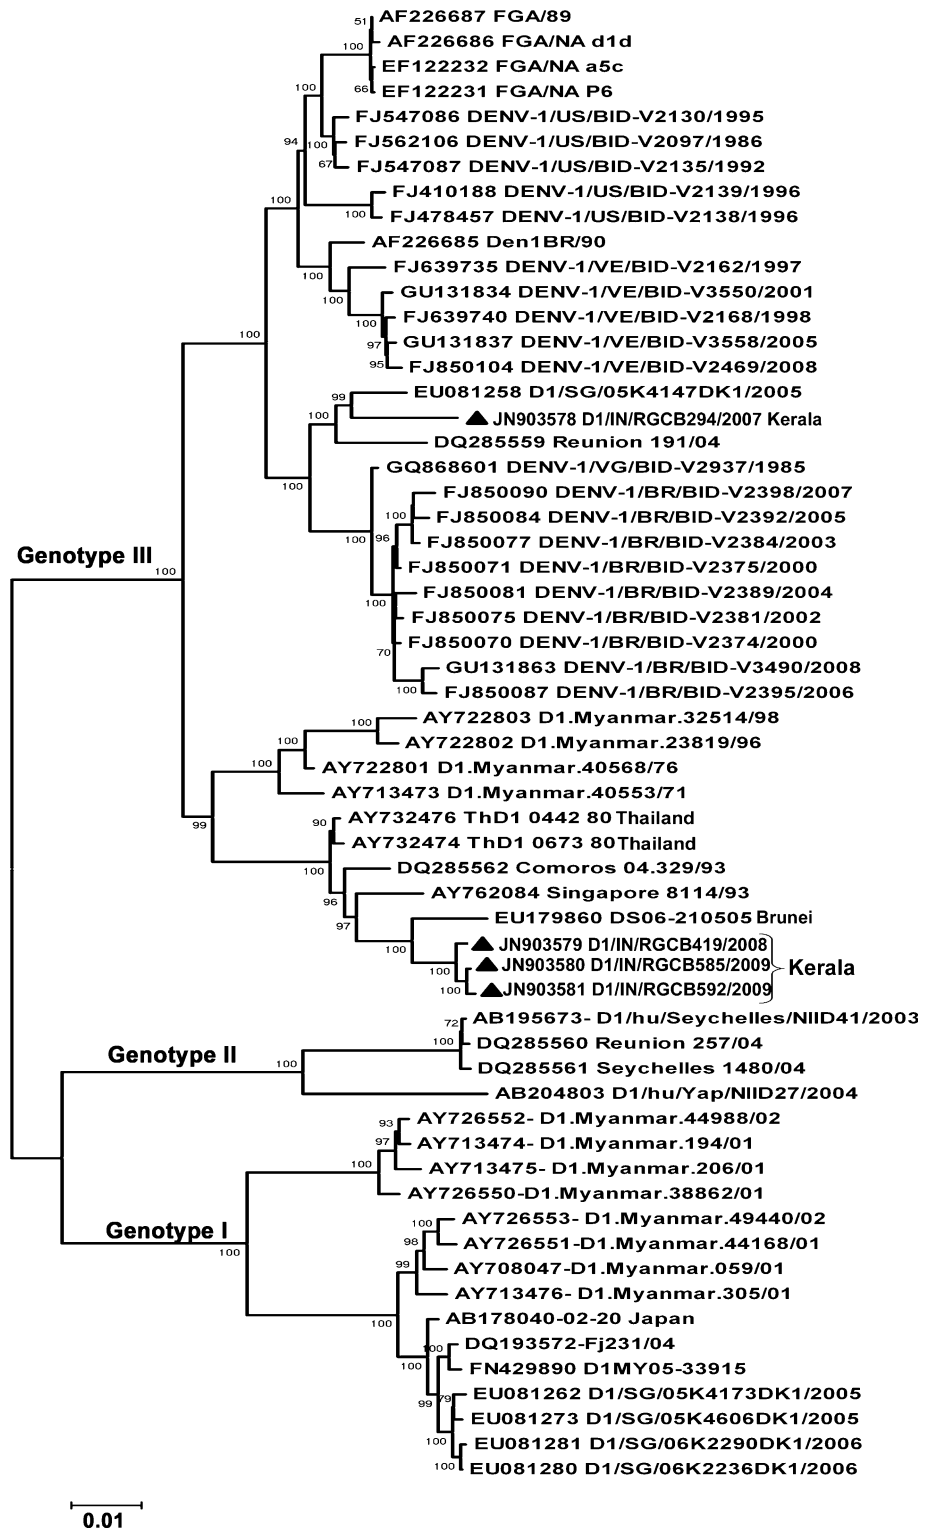 51 AF226687 FGA/89
AF226686 FGA/NA d1d
100
EF122232 FGA/NA a5c
66 EF122231 FGA/NA P6
100
FJ547086 DENV-1/US/BID-V2130/1995
94 100 FJ562106 DENV-1/US/BID-V2097/1986
67 FJ547087 DENV-1/US/BID-V2135/1992
FJ410188 DENV-1/US/BID-V2139/1996
100
100 FJ478457 DENV-1/US/BID-V2138/1996
AF226685 Den1BR/90
100 FJ639735 DENV-1/VE/BID-V2162/1997
100 GU131834 DENV-1/VE/BID-V3550/2001
100 FJ639740 DENV-1/VE/BID-V2168/1998
100
97 GU131837 DENV-1/VE/BID-V3558/2005
95 FJ850104 DENV-1/VE/BID-V2469/2008
99 EU081258 D1/SG/05K4147DK1/2005
100 JN903578 D1/IN/RGCB294/2007 Kerala
DQ285559 Reunion 191/04
GQ868601 DENV-1/VG/BID-V2937/1985
100
FJ850090 DENV-1/BR/BID-V2398/2007
100 FJ850084 DENV-1/BR/BID-V2392/2005
100 96 FJ850077 DENV-1/BR/BID-V2384/2003
Genotype III
100 FJ850071 DENV-1/BR/BID-V2375/2000
100 FJ850081 DENV-1/BR/BID-V2389/2004
FJ850075 DENV-1/BR/BID-V2381/2002
FJ850070 DENV-1/BR/BID-V2374/2000
70
GU131863 DENV-1/BR/BID-V3490/2008
100 FJ850087 DENV-1/BR/BID-V2395/2006
100 AY722803 D1.Myanmar.32514/98
100 AY722802 D1.Myanmar.23819/96
100 AY722801 D1.Myanmar.40568/76
AY713473 D1.Myanmar.40553/71
99 90 AY732476 ThD1 0442 80 Thailand
AY732474 ThD1 0673 80 Thailand
100 DQ285562 Comoros 04.329/93
96 AY762084 Singapore 8114/93
97 EU179860 DS06-210505 Brunei
100 JN903579 D1/IN/RGCB419/2008
100 JN903580 D1/IN/RGCB585/2009 Kerala
100 JN903581 D1/IN/RGCB592/2009
72 AB195673- D1/hu/Seychelles/NIID41/2003
100 DQ285560 Reunion 257/04
Genotype II
100 DQ285561 Seychelles 1480/04
AB204803 D1/hu/Yap/NIID27/2004
93 AY726552- D1.Myanmar.44988/02
97 AY713474- D1.Myanmar.194/01
100 AY713475- D1.Myanmar.206/01
AY726550-D1.Myanmar.38862/01
100 AY726553- D1.Myanmar.49440/02
Genotype I
100 98 AY726551-D1.Myanmar.44168/01
99 AY708047-D1.Myanmar.059/01
AY713476- D1.Myanmar.305/01
100 AB178040-02-20 Japan
100 DQ193572-Fj231/04
100 FN429890 D1MY05-33915
99 79 EU081262 D1/SG/05K4173DK1/2005
EU081273 D1/SG/05K4606DK1/2005
100 EU081281 D1/SG/06K2290DK1/2006
100 EU081280 D1/SG/06K2236DK1/2006
0.01